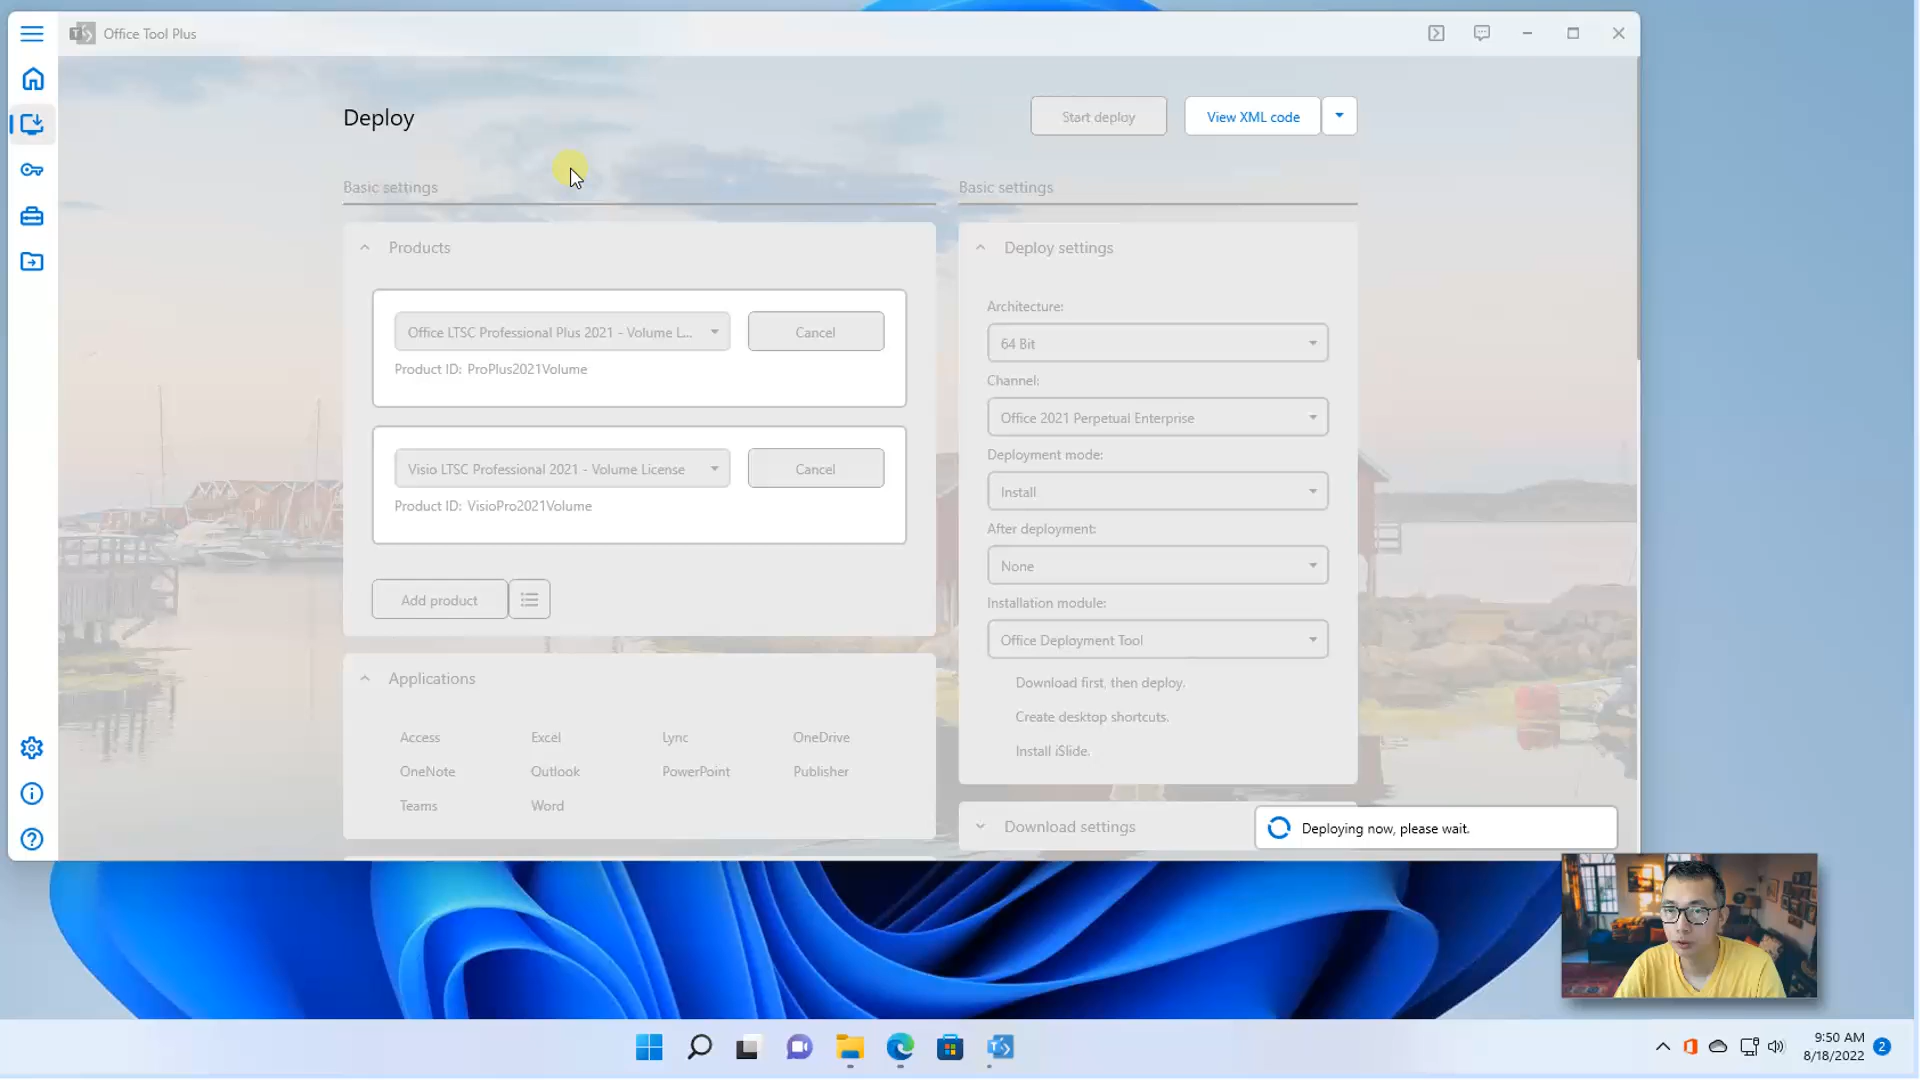 Office Tool Plus
Deploy
Start deploy
View XML code
Basic settings
Basic settings
Products
Office LTSC Professional Plus 2021 - Volume L...
Cancel
Product ID: ProPlus2021Volume
Visio LTSC Professional 2021 - Volume License
Cancel
Product ID: VisioPro2021Volume
Add product
Applications
Access
Excel
Lync
OneDrive
OneNote
Outlook
PowerPoint
Publisher
Teams
Word
Deploy settings
Architecture:
64 Bit
Channel:
Office 2021 Perpetual Enterprise
Deployment mode:
Install
After deployment:
None
Installation module:
Office Deployment Tool
Download first, then deploy.
Create desktop shortcuts.
Install iSlide.
Download settings
Deploying now, please wait.
9:50 AM
8/18/2022
2